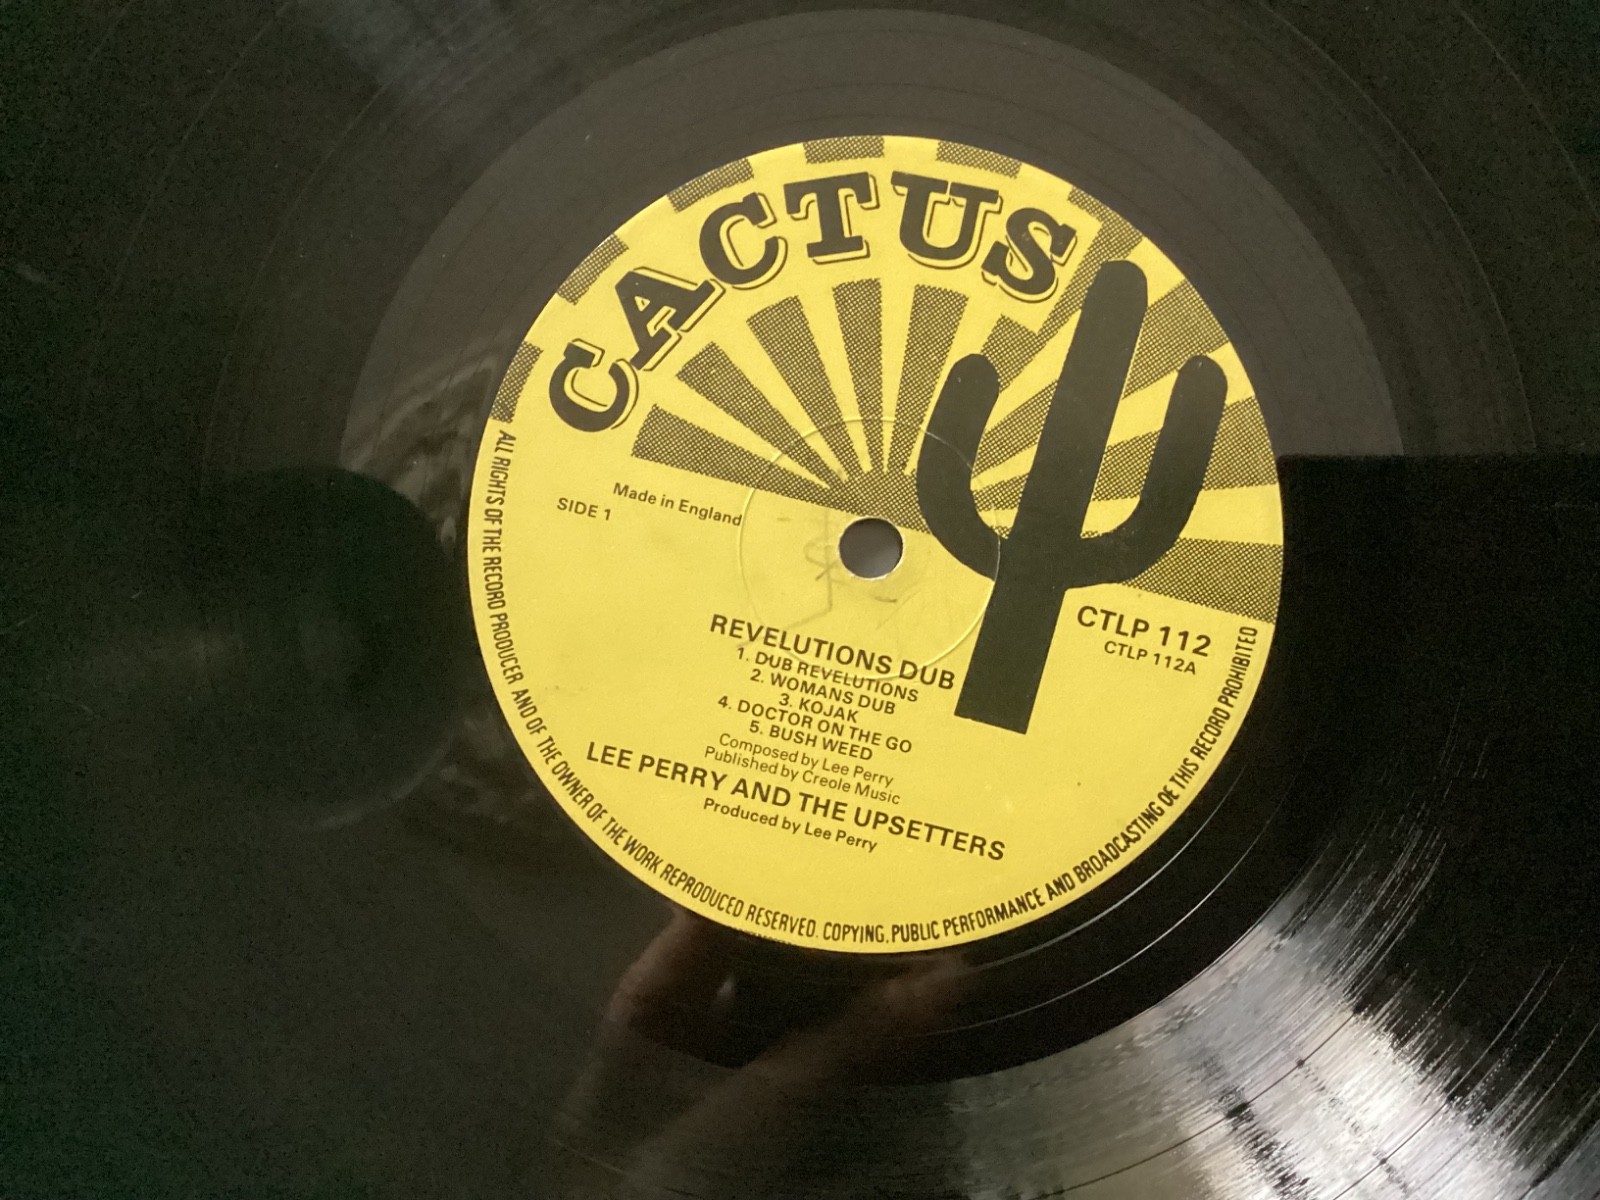 CACTUS
Made in England
SIDE 1
CTLP 112
CTLP 112A
REVELUTIONS DUB
1. DUB REVELUTIONS
2. WOMANS DUB
3. KOJAK
4. DOCTOR ON THE GO
5. BUSH WEED
Composed by Lee Perry
Published by Creole Music
LEE PERRY AND THE UPSETTERS
Produced by Lee Perry
ALL RIGHTS OF THE RECORD PRODUCER AND OF THE OWNER OF THE WORK REPRODUCED RESERVED. COPYING, PUBLIC PERFORMANCE AND BROADCASTING OE THIS RECORD PROHIBITED